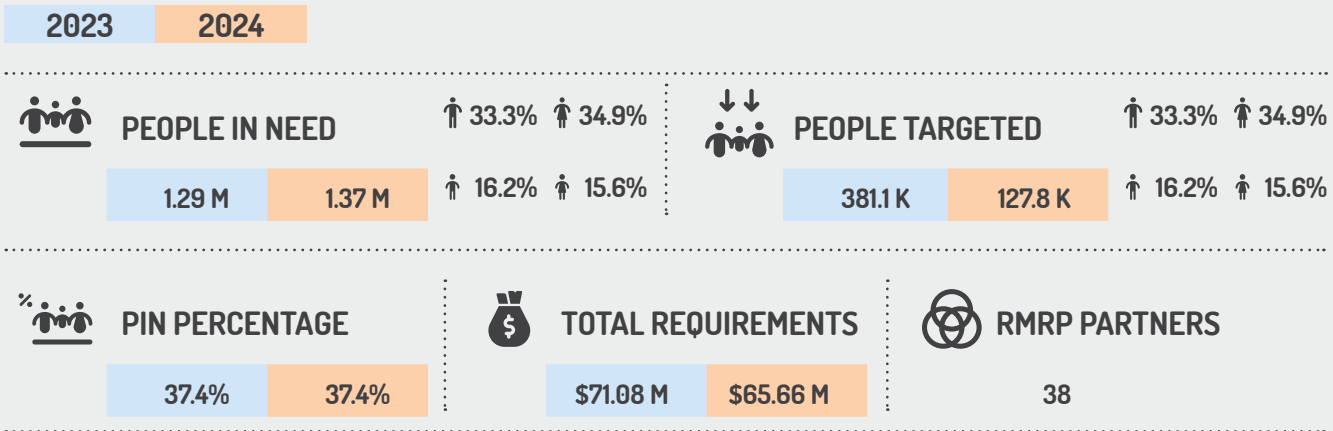 2023 2024
PEOPLE IN NEED
33.3% 34.9%
1.29 M 1.37 M
16.2% 15.6%
PEOPLE TARGETED
33.3% 34.9%
381.1 K 127.8 K
16.2% 15.6%
% PIN PERCENTAGE
37.4% 37.4%
$ TOTAL REQUIREMENTS
$71.08 M $65.66 M
RMRP PARTNERS
38